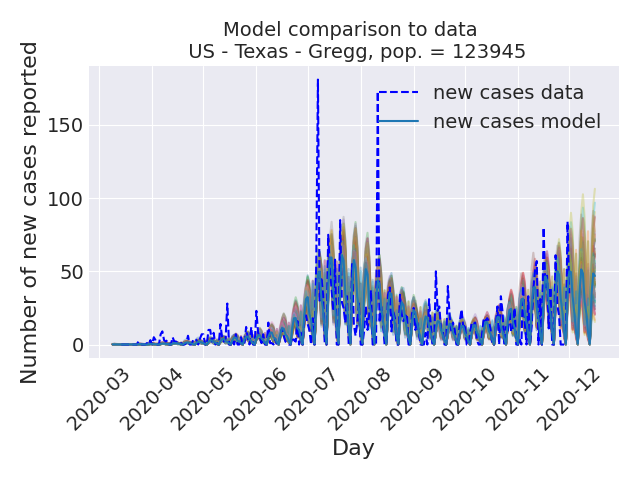 Model comparison to data
US - Texas - Gregg, pop. = 123945
Number of new cases reported
150
100
50
0
new cases data
new cases model
2020-03
2020-04
2020-05
2020-06
2020-07
2020-08
2020-09
2020-10
2020-11
2020-12
Day